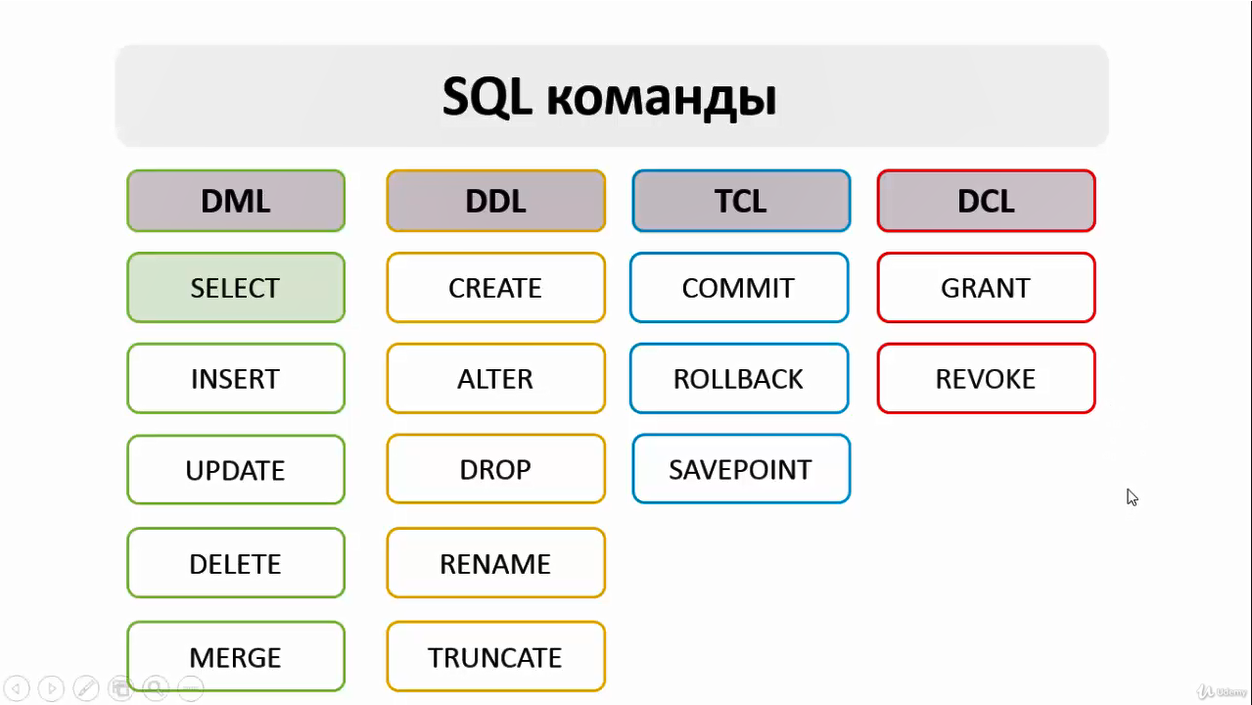 SQL команды
DML
DDL
TCL
DCL
SELECT
CREATE
COMMIT
GRANT
INSERT
ALTER
ROLLBACK
REVOKE
UPDATE
DROP
SAVEPOINT
DELETE
RENAME
MERGE
TRUNCATE
Udemy